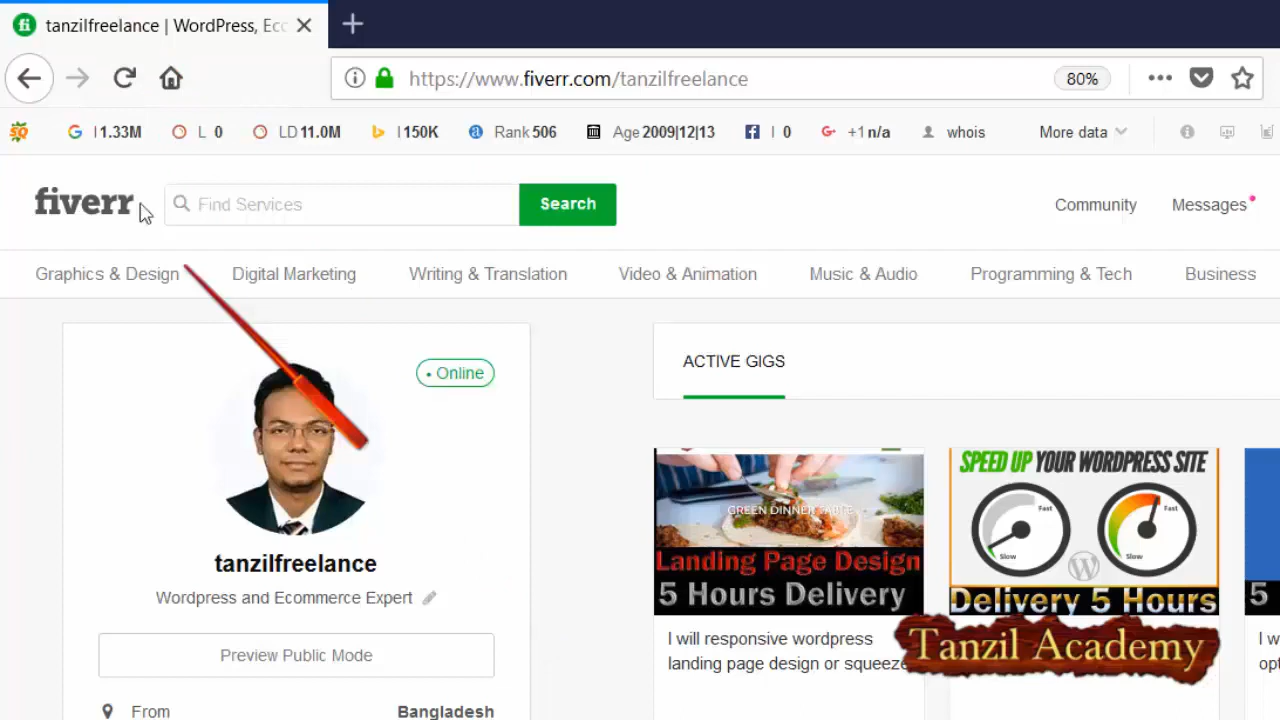 tanzilfreelance | WordPress, Ecc
https://www.fiverr.com/tanzilfreelance
80%
SQ
I 1.33M
L 0
LD 11.0M
I 150K
Rank 506
Age 2009|12|13
I 0
+1 n/a
whois
More data
fiverr
Find Services
Search
Community
Messages
Graphics & Design
Digital Marketing
Writing & Translation
Video & Animation
Music & Audio
Programming & Tech
Business
Online
ACTIVE GIGS
GREEN DINNER TABLE
Landing Page Design
5 Hours Delivery
SPEED UP YOUR WORDPRESS SITE
Fast
Slow
Fast
Slow
Delivery 5 Hours
5
tanzilfreelance
Wordpress and Ecommerce Expert
Preview Public Mode
From
Bangladesh
I will responsive wordpress
landing page design or squeeze
Tanzil Academy
I w
opt